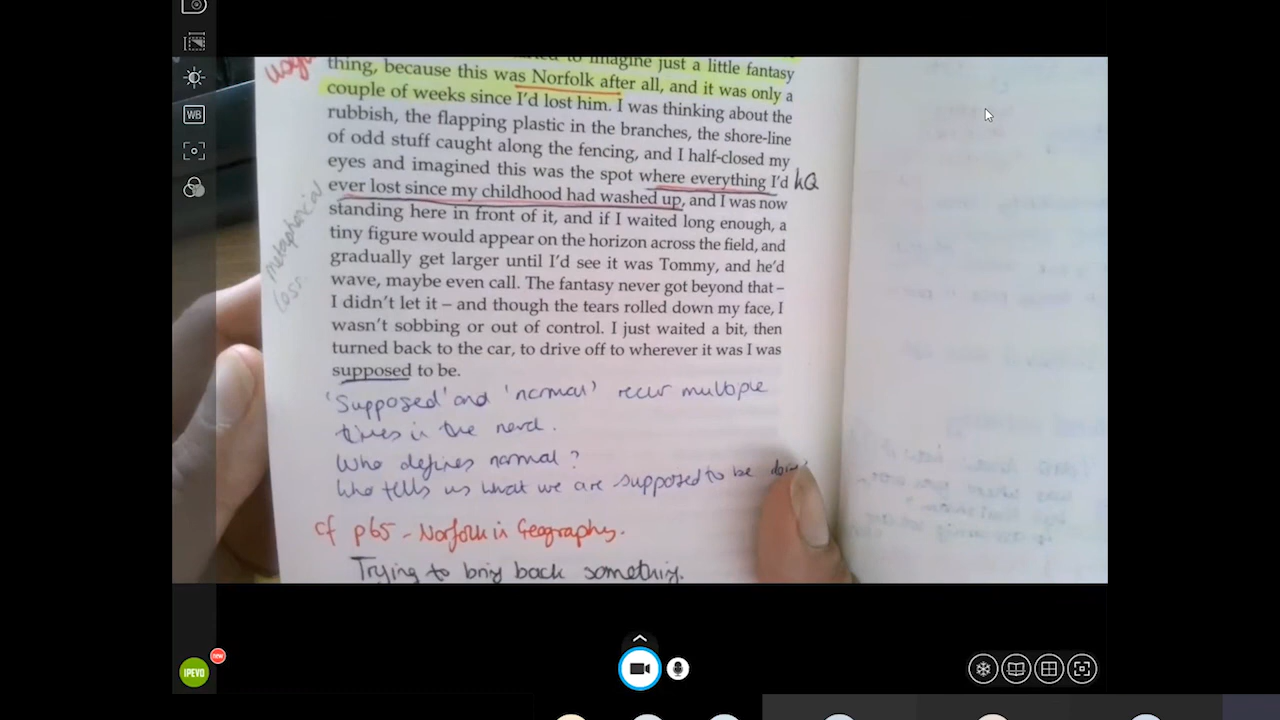 to imagine just a little fantasy
thing, because this was Norfolk after all, and it was only a
couple of weeks since I'd lost him. I was thinking about the
rubbish, the flapping plastic in the branches, the shore-line
of odd stuff caught along the fencing, and I half-closed my
eyes and imagined this was the spot where everything I'd
ever lost since my childhood had washed up, and I was now
standing here in front of it, and if I waited long enough, a
tiny figure would appear on the horizon across the field, and
gradually get larger until I'd see it was Tommy, and he'd
wave, maybe even call. The fantasy never got beyond that –
I didn't let it – and though the tears rolled down my face, I
wasn't sobbing or out of control. I just waited a bit, then
turned back to the car, to drive off to wherever it was I was
supposed to be.
metaphorical
loss
'Supposed' and 'normal' recur multiple
times in the novel.
Who defines normal?
Who tells us what we are supposed to be
cf p65 - Norfolk in Geography.
Trying to bring back something.
WB
IPEVO
new